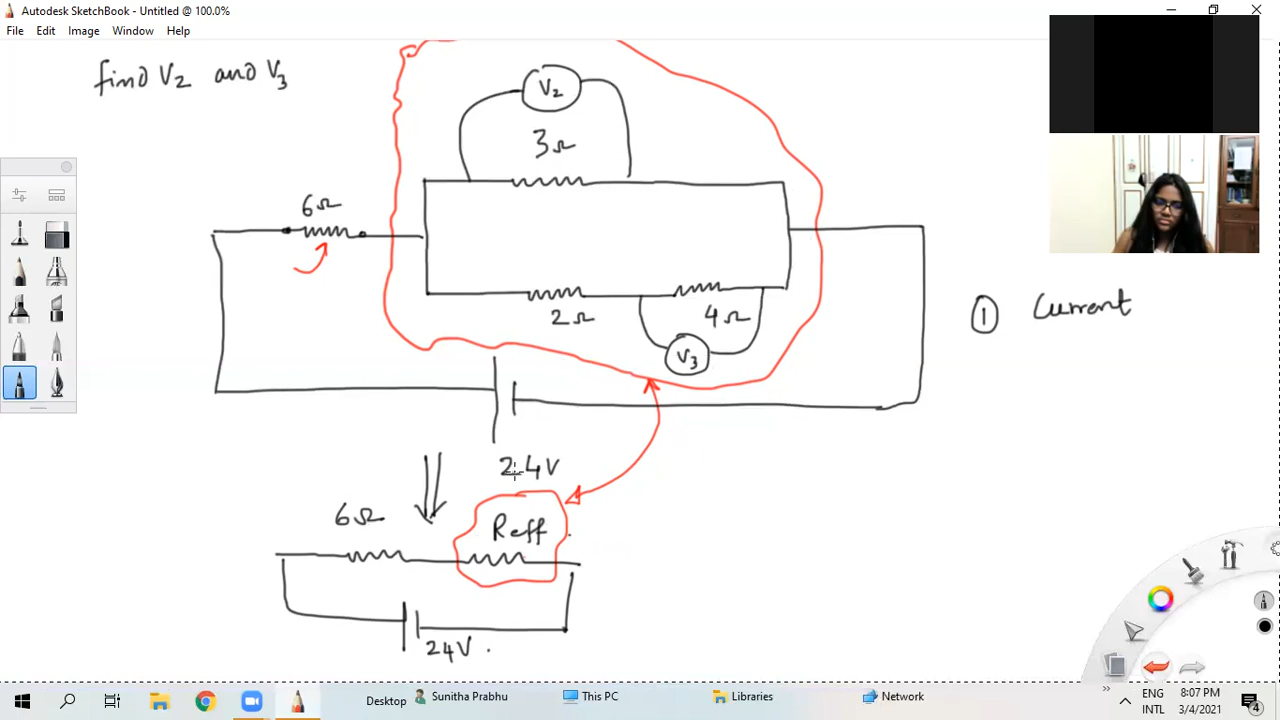 Autodesk SketchBook - Untitled @ 100.0%
File Edit Image Window Help
find V2 and V3
V2
3Ω
6Ω
2Ω
4Ω
V3
① Current
24V
6Ω
Reff
24V.
Desktop
Sunitha Prabhu
This PC
Libraries
Network
ENG
INTL
8:07 PM
3/4/2021
4